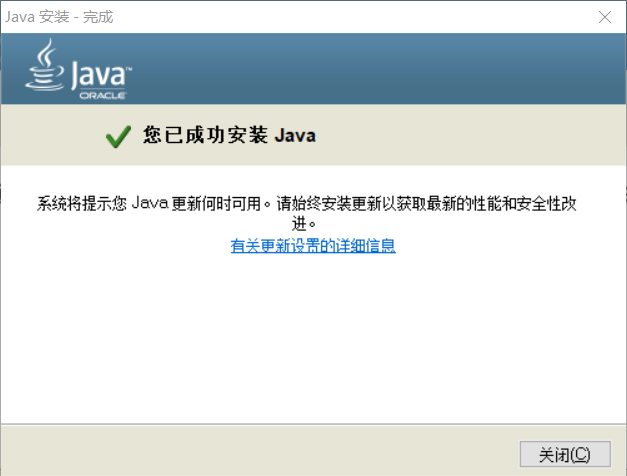 Java 安装 - 完成
Java™
ORACLE
您已成功安装 Java
系统将提示您 Java 更新何时可用。请始终安装更新以获取最新的性能和安全性改
进。
有关更新设置的详细信息
关闭(C)